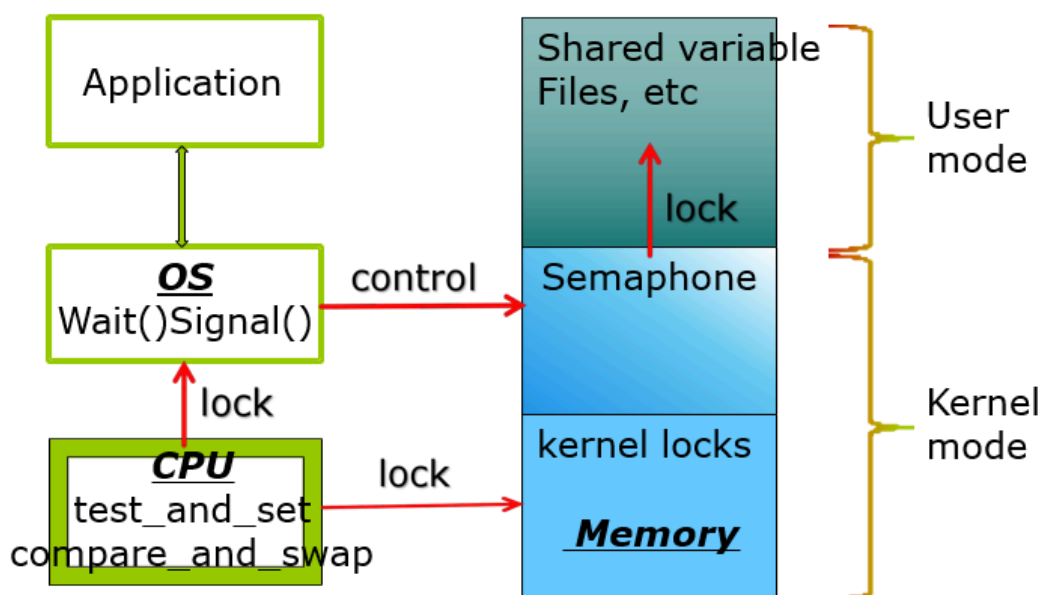 Application
OS
Wait()Signal()
lock
CPU
test_and_set
compare_and_swap
control
lock
Shared variable
Files, etc
lock
Semaphone
kernel locks
Memory
User
mode
Kernel
mode